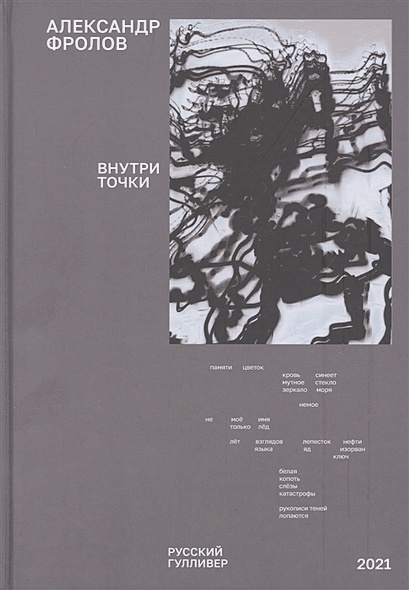 АЛЕКСАНДР
ФРОЛОВ
ВНУТРИ
ТОЧКИ
памяти цветок
кровь синеет
мутное стекло
зеркало моря
немое
не моё имя
только лёд
лёт взглядов лепесток нефти
языка яд изорван
ключ
белая
копоть
слёзы
катастрофы
рукописи теней
лопаются
РУССКИЙ
ГУЛЛИВЕР
2021